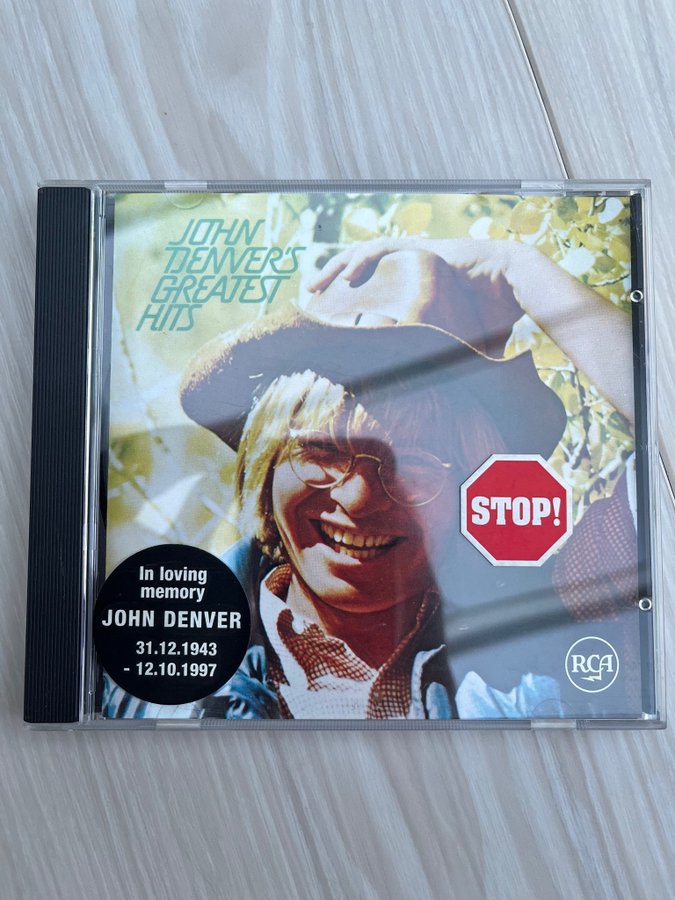 JOHN
DENVER'S
GREATEST
HITS
STOP!
In loving
memory
JOHN DENVER
31.12.1943
- 12.10.1997
RCA